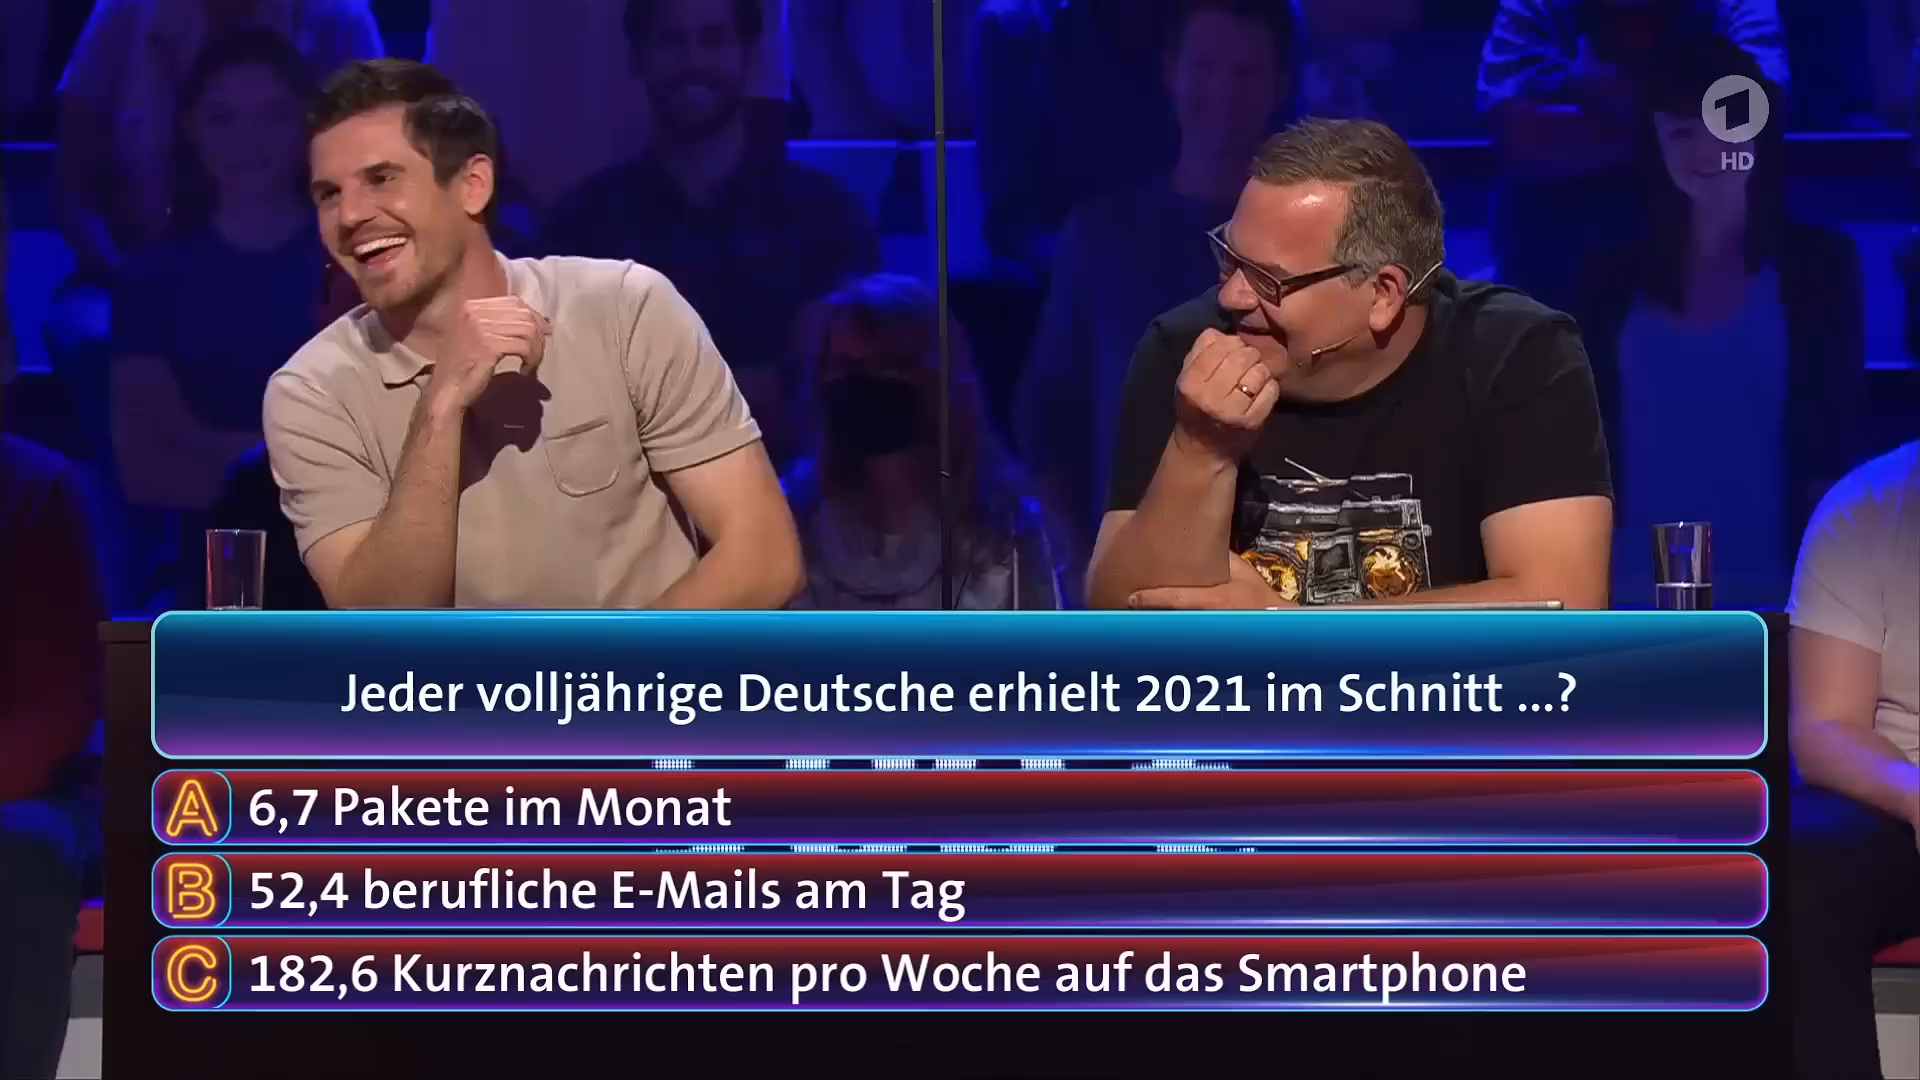 HD
Jeder volljährige Deutsche erhielt 2021 im Schnitt ...?
A 6,7 Pakete im Monat
B 52,4 berufliche E-Mails am Tag
C 182,6 Kurznachrichten pro Woche auf das Smartphone